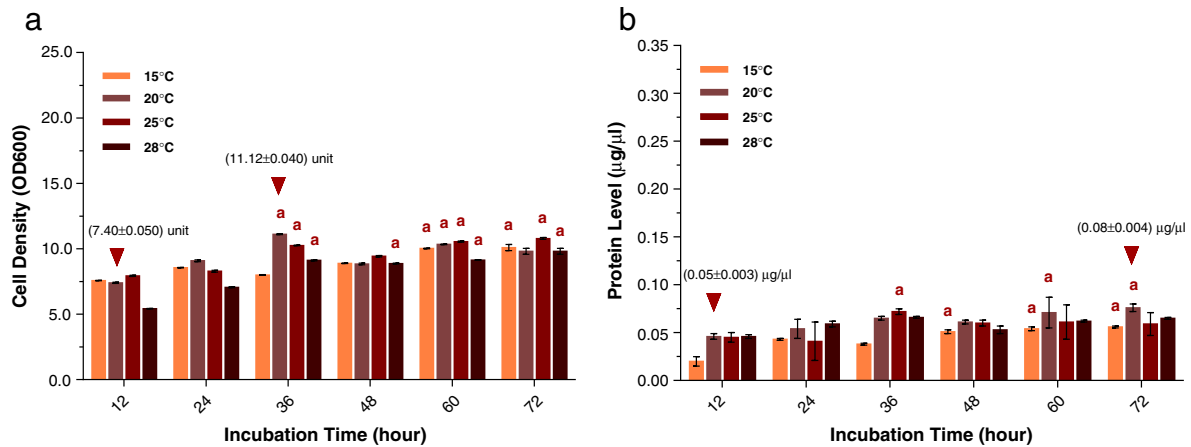 a
25.0
20.0
15.0
10.0
5.0
0.0
Cell Density (OD600)
15°C
20°C
25°C
28°C
(7.40±0.050) unit
(11.12±0.040) unit
a
a
a
a
a
a
a
a
a
a
a
12
24
36
48
60
72
Incubation Time (hour)
b
0.35
0.30
0.25
0.20
0.15
0.10
0.05
0.00
Protein Level (µg/µl)
15°C
20°C
25°C
28°C
(0.05±0.003) µg/µl
(0.08±0.004) µg/µl
a
a
a
a
a
a
12
24
36
48
60
72
Incubation Time (hour)